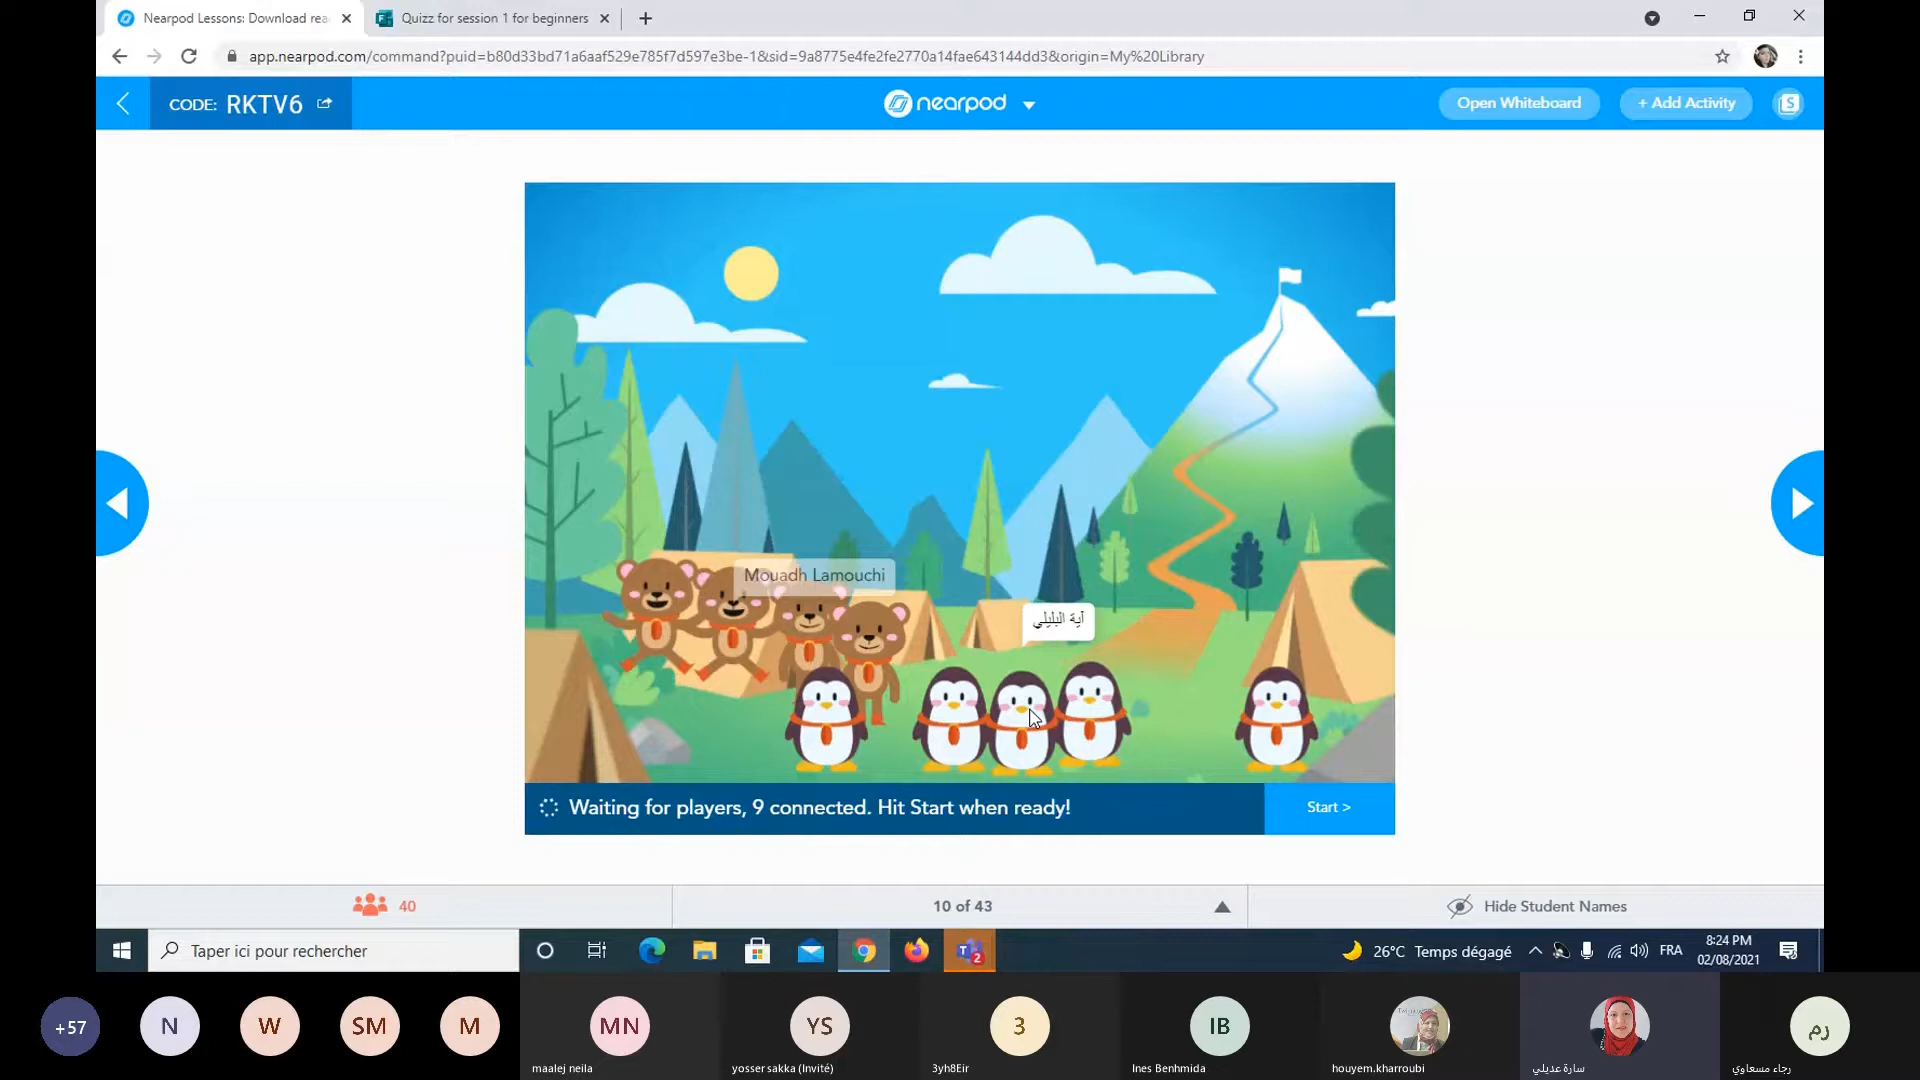 Nearpod Lessons: Download rea
Quizz for session 1 for beginners
app.nearpod.com/command?puid=b80d33bd71a6aaf529e785f7d597e3be-1&sid=9a8775e4fe2fe2770a14fae643144dd3&origin=My%20Library
CODE: RKTV6
nearpod
Open Whiteboard
+ Add Activity
S
Mouadh Lamouchi
آية البليلي
Waiting for players, 9 connected. Hit Start when ready!
Start >
40
10 of 43
Hide Student Names
Taper ici pour rechercher
2
26°C Temps dégagé
FRA
8:24 PM
02/08/2021
+57
N
W
SM
M
MN
YS
3
IB
رم
maalej neila
yosser sakka (Invité)
3yh8Eir
Ines Benhmida
houyem.kharroubi
سارة عديلي
رجاء مسعاوي